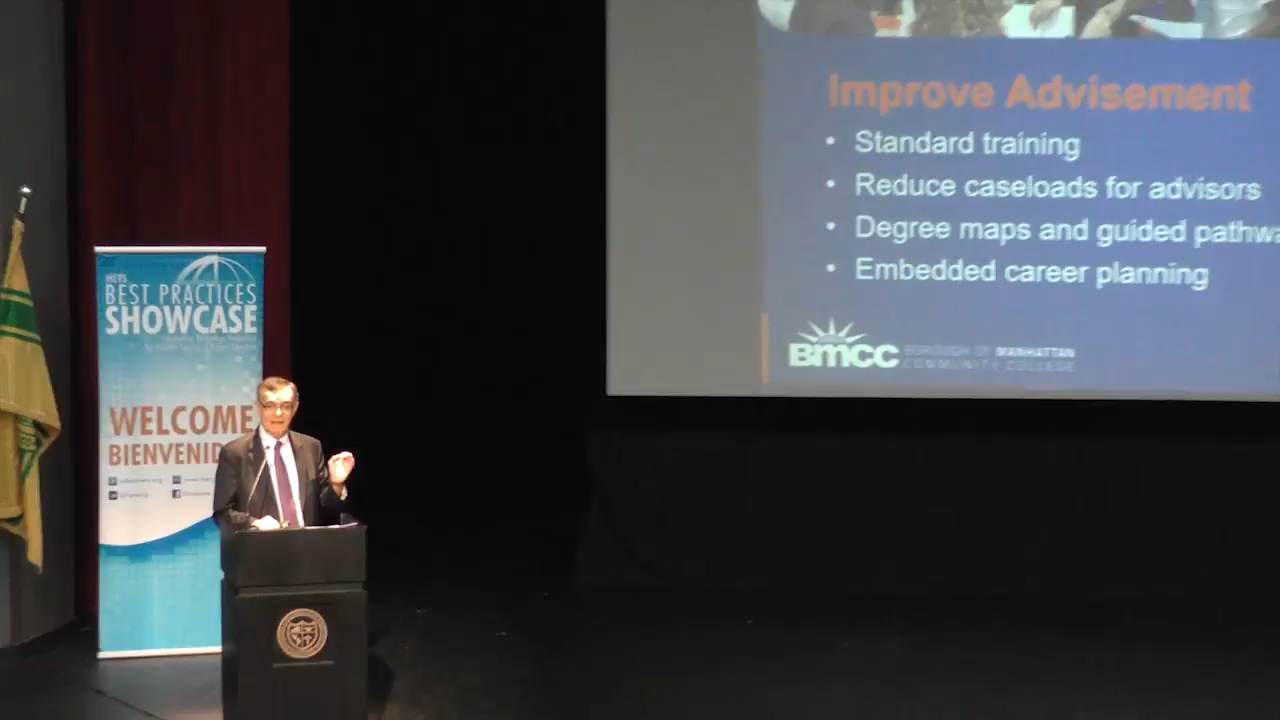 HETS
BEST PRACTICES
SHOWCASE
WELCOME
BIENVENID
Improve Advisement
• Standard training
• Reduce caseloads for advisors
• Degree maps and guided pathwa
• Embedded career planning
BMCC BOROUGH OF MANHATTAN
COMMUNITY COLLEGE